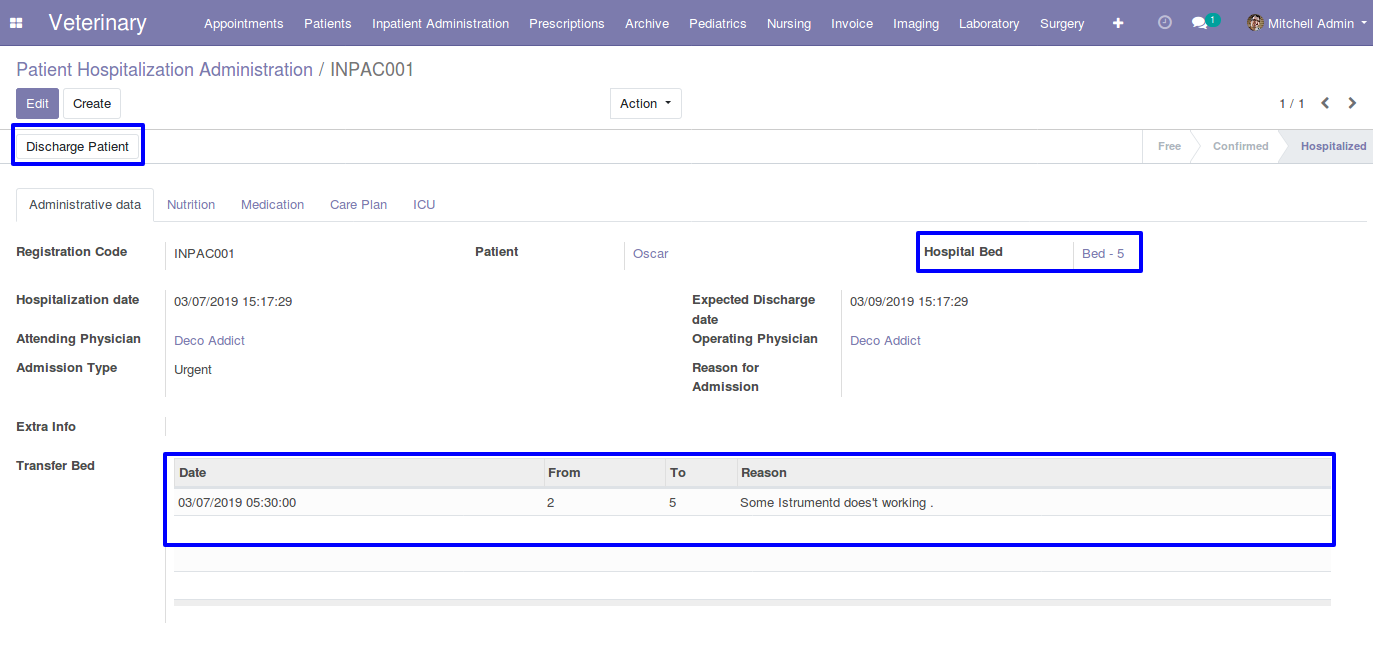 Veterinary Appointments Patients Inpatient Administration Prescriptions Archive Pediatrics Nursing Invoice Imaging Laboratory Surgery + 1 Mitchell Admin
Patient Hospitalization Administration / INPAC001
Edit Create Action 1 / 1
Discharge Patient Free Confirmed Hospitalized
Administrative data Nutrition Medication Care Plan ICU
Registration Code INPAC001 Patient Oscar Hospital Bed Bed - 5
Hospitalization date 03/07/2019 15:17:29 Expected Discharge date 03/09/2019 15:17:29
Attending Physician Deco Addict Operating Physician Deco Addict
Admission Type Urgent Reason for Admission
Extra Info
Transfer Bed Date From To Reason
03/07/2019 05:30:00 2 5 Some Istrumentd does't working .